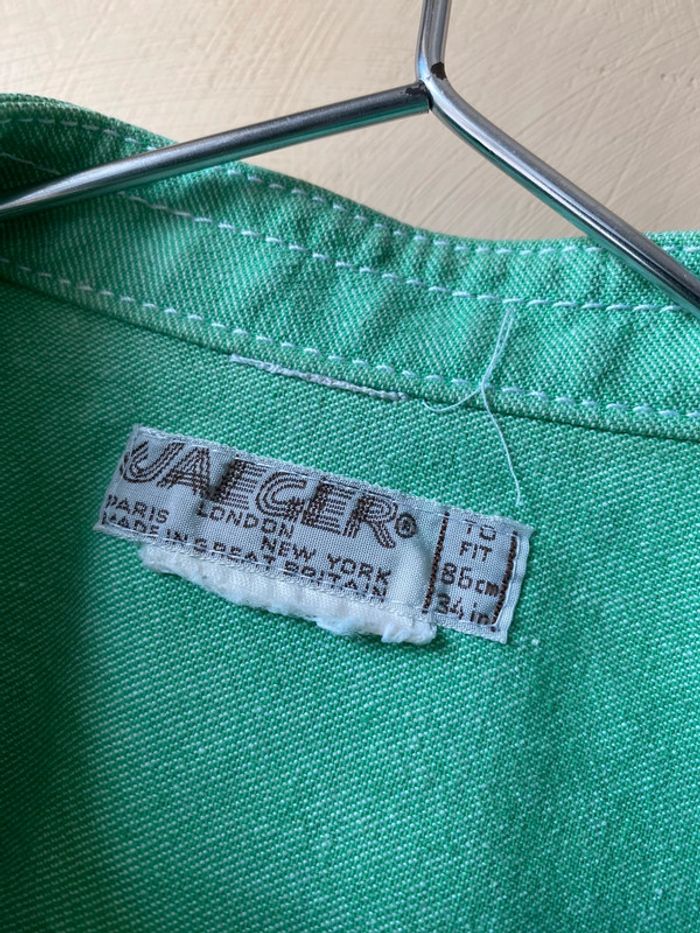 JAEGER®
PARIS LONDON NEW YORK
MADE IN GREAT BRITAIN
TO
FIT
86cm
34in.